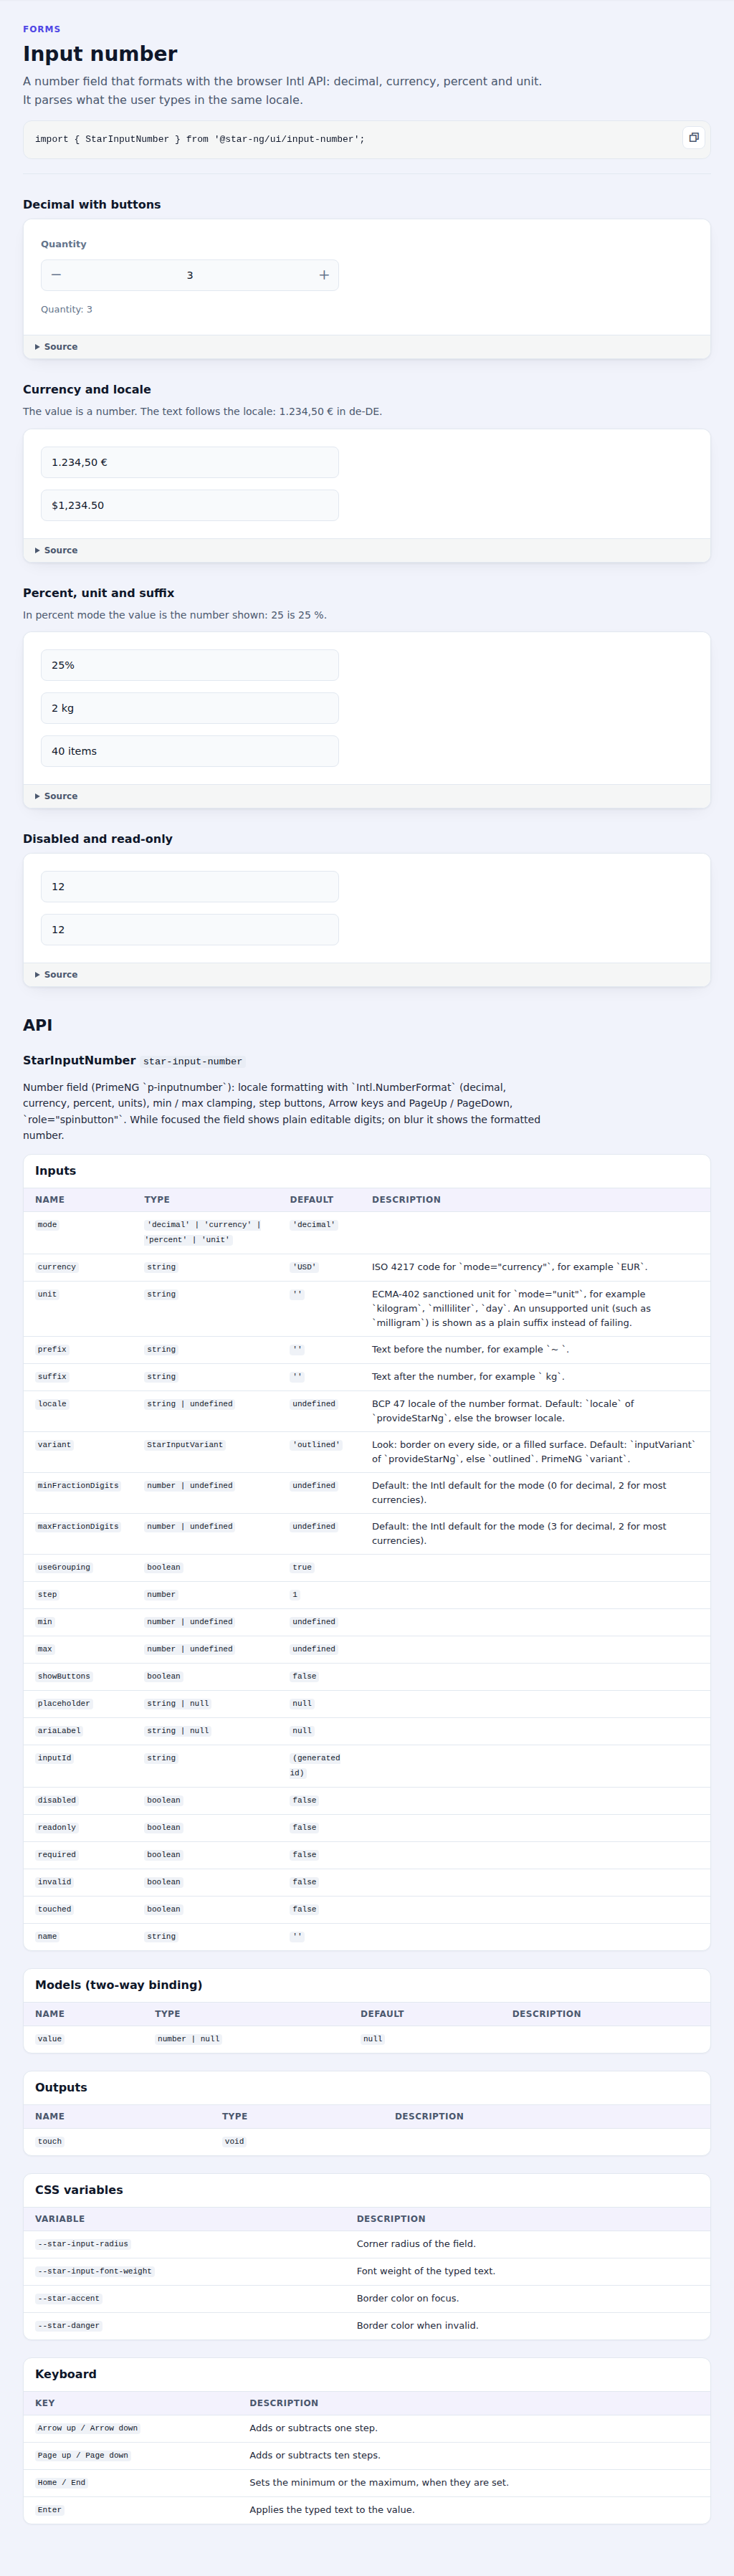 FORMS
Input number
A number field that formats with the browser Intl API: decimal, currency, percent and unit.
It parses what the user types in the same locale.
import { StarInputNumber } from '@star-ng/ui/input-number';
Decimal with buttons
Quantity
3
Quantity: 3
Source
Currency and locale
The value is a number. The text follows the locale: 1.234,50 € in de-DE.
1.234,50 €
$1,234.50
Source
Percent, unit and suffix
In percent mode the value is the number shown: 25 is 25 %.
25%
2 kg
40 items
Source
Disabled and read-only
12
12
Source
API
StarInputNumber star-input-number
Number field (PrimeNG `p-inputnumber`): locale formatting with `Intl.NumberFormat` (decimal,
currency, percent, units), min / max clamping, step buttons, Arrow keys and PageUp / PageDown,
`role="spinbutton"`. While focused the field shows plain editable digits; on blur it shows the formatted
number.
Inputs
NAME TYPE DEFAULT DESCRIPTION
mode 'decimal' | 'currency' | 'decimal'
'percent' | 'unit'
currency string 'USD' ISO 4217 code for `mode="currency"`, for example `EUR`.
unit string '' ECMA-402 sanctioned unit for `mode="unit"`, for example
`kilogram`, `milliliter`, `day`. An unsupported unit (such as
`milligram`) is shown as a plain suffix instead of failing.
prefix string '' Text before the number, for example `~ `.
suffix string '' Text after the number, for example ` kg`.
locale string | undefined undefined BCP 47 locale of the number format. Default: `locale` of
`provideStarNg`, else the browser locale.
variant StarInputVariant 'outlined' Look: border on every side, or a filled surface. Default: `inputVariant`
of `provideStarNg`, else `outlined`. PrimeNG `variant`.
minFractionDigits number | undefined undefined Default: the Intl default for the mode (0 for decimal, 2 for most
currencies).
maxFractionDigits number | undefined undefined Default: the Intl default for the mode (3 for decimal, 2 for most
currencies).
useGrouping boolean true
step number 1
min number | undefined undefined
max number | undefined undefined
showButtons boolean false
placeholder string | null null
ariaLabel string | null null
inputId string (generated
id)
disabled boolean false
readonly boolean false
required boolean false
invalid boolean false
touched boolean false
name string ''
Models (two-way binding)
NAME TYPE DEFAULT DESCRIPTION
value number | null null
Outputs
NAME TYPE DESCRIPTION
touch void
CSS variables
VARIABLE DESCRIPTION
--star-input-radius Corner radius of the field.
--star-input-font-weight Font weight of the typed text.
--star-accent Border color on focus.
--star-danger Border color when invalid.
Keyboard
KEY DESCRIPTION
Arrow up / Arrow down Adds or subtracts one step.
Page up / Page down Adds or subtracts ten steps.
Home / End Sets the minimum or the maximum, when they are set.
Enter Applies the typed text to the value.